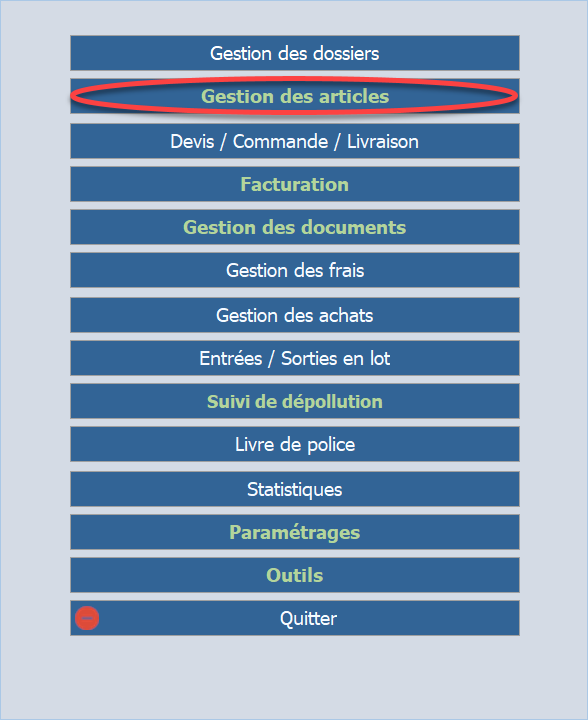 Gestion des dossiers
Gestion des articles
Devis / Commande / Livraison
Facturation
Gestion des documents
Gestion des frais
Gestion des achats
Entrées / Sorties en lot
Suivi de dépollution
Livre de police
Statistiques
Paramétrages
Outils
Quitter